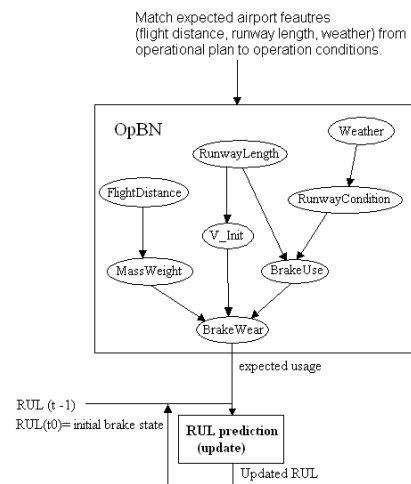 Match expected airport feautres
(flight distance, runway length, weather) from
operational plan to operation conditions.
OpBN
Weather
RunwayLength
FlightDistance
RunwayCondition
V_Init
MassWeight
BrakeUse
BrakeWear
expected usage
RUL (t -1)
RUL(t0)= initial brake state
RUL prediction
(update)
Updated RUL